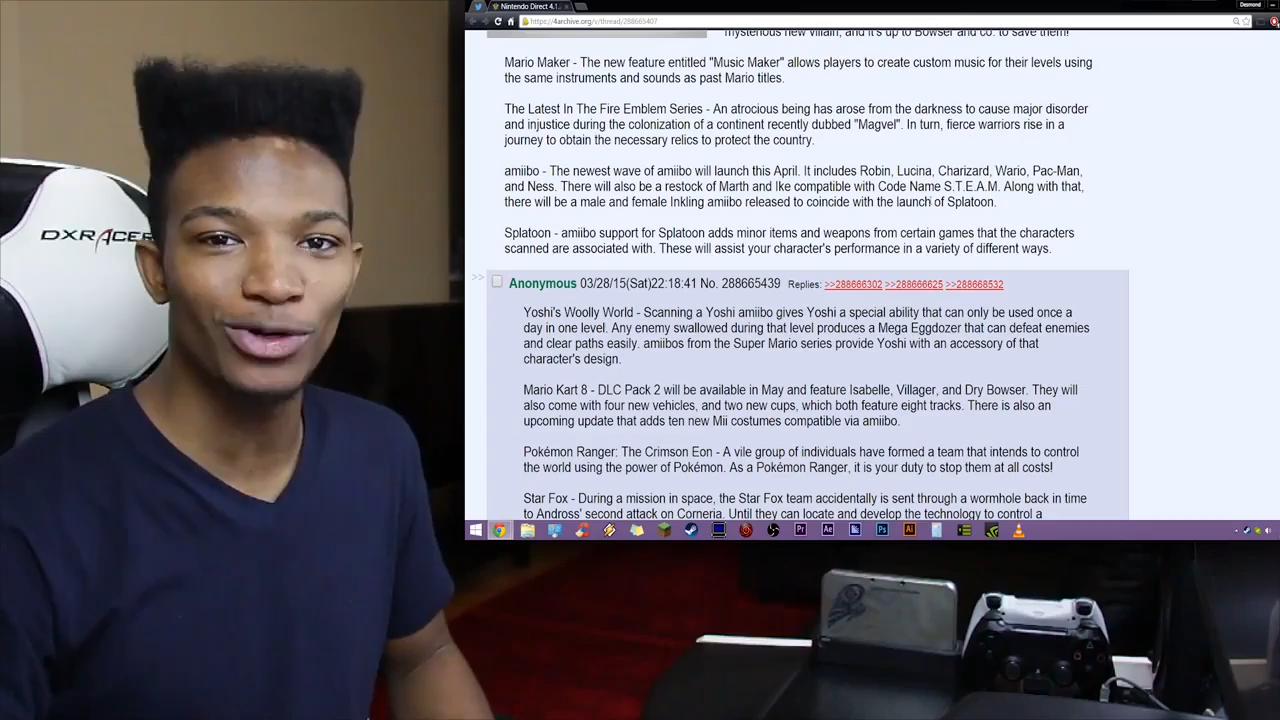 Nintendo Direct 4.1
Desmond
https://4archive.org/v/thread/288665407
mysterious new villain, and it's up to Bowser and co. to save them!
Mario Maker - The new feature entitled "Music Maker" allows players to create custom music for their levels using
the same instruments and sounds as past Mario titles.
The Latest In The Fire Emblem Series - An atrocious being has arose from the darkness to cause major disorder
and injustice during the colonization of a continent recently dubbed "Magvel". In turn, fierce warriors rise in a
journey to obtain the necessary relics to protect the country.
amiibo - The newest wave of amiibo will launch this April. It includes Robin, Lucina, Charizard, Wario, Pac-Man,
and Ness. There will also be a restock of Marth and Ike compatible with Code Name S.T.E.A.M. Along with that,
there will be a male and female Inkling amiibo released to coincide with the launch of Splatoon.
Splatoon - amiibo support for Splatoon adds minor items and weapons from certain games that the characters
scanned are associated with. These will assist your character's performance in a variety of different ways.
>> Anonymous 03/28/15(Sat)22:18:41 No. 288665439 Replies: >>288666302 >>288666625 >>288668532
Yoshi's Woolly World - Scanning a Yoshi amiibo gives Yoshi a special ability that can only be used once a
day in one level. Any enemy swallowed during that level produces a Mega Eggdozer that can defeat enemies
and clear paths easily. amiibos from the Super Mario series provide Yoshi with an accessory of that
character's design.
Mario Kart 8 - DLC Pack 2 will be available in May and feature Isabelle, Villager, and Dry Bowser. They will
also come with four new vehicles, and two new cups, which both feature eight tracks. There is also an
upcoming update that adds ten new Mii costumes compatible via amiibo.
Pokémon Ranger: The Crimson Eon - A vile group of individuals have formed a team that intends to control
the world using the power of Pokémon. As a Pokémon Ranger, it is your duty to stop them at all costs!
Star Fox - During a mission in space, the Star Fox team accidentally is sent through a wormhole back in time
to Andross' second attack on Corneria. Until they can locate and develop the technology to control a
Pr Ae Ps Ai
DXRACER